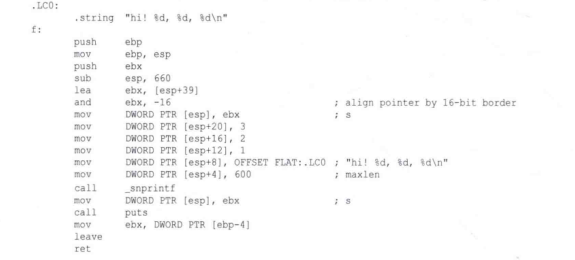 .LC0:
.string "hi! %d, %d, %d\n"
f:
push ebp
mov ebp, esp
push ebx
sub esp, 660
lea ebx, [esp+39]
and ebx, -16 ; align pointer by 16-bit border
mov DWORD PTR [esp], ebx ; s
mov DWORD PTR [esp+20], 3
mov DWORD PTR [esp+16], 2
mov DWORD PTR [esp+12], 1
mov DWORD PTR [esp+8], OFFSET FLAT:.LC0 ; "hi! %d, %d, %d\n"
mov DWORD PTR [esp+4], 600 ; maxlen
call _snprintf
mov DWORD PTR [esp], ebx ; s
call puts
mov ebx, DWORD PTR [ebp-4]
leave
ret